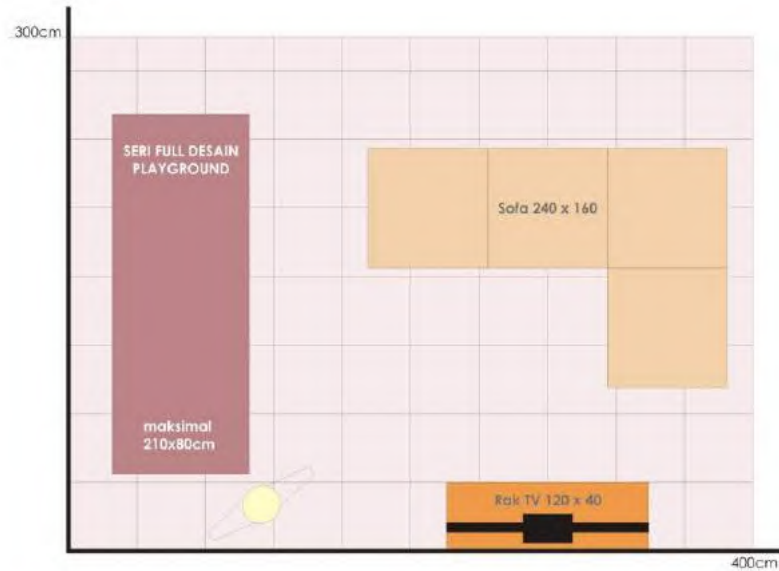 300cm
SERI FULL DESAIN
PLAYGROUND
Sofa 240 x 160
maksimal
210x80cm
Rak TV 120 x 40
400cm